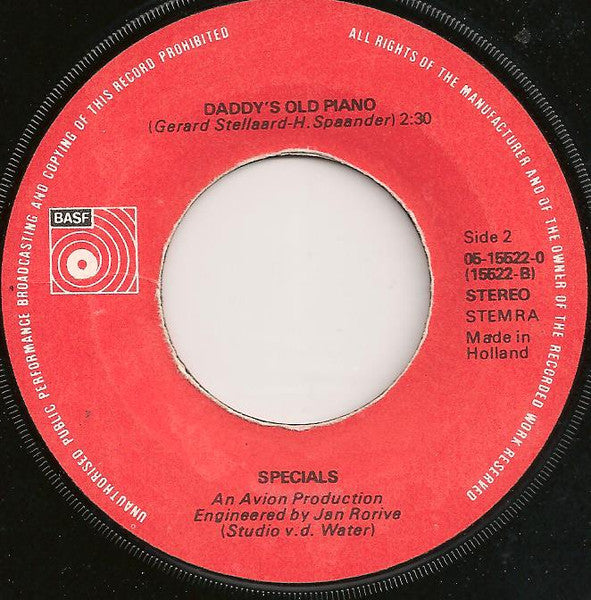 UNAUTHORISED PUBLIC PERFORMANCE BROADCASTING AND COPYING OF THIS RECORD PROHIBITED
ALL RIGHTS OF THE MANUFACTURER AND OF THE OWNER OF THE RECORDED WORK RESERVED
DADDY'S OLD PIANO
(Gerard Stellaard-H. Spaander) 2:30
BASF
Side 2
05-15522-0
(15522-B)
STEREO
STEMRA
Made in
Holland
SPECIALS
An Avion Production
Engineered by Jan Rorive
(Studio v.d. Water)